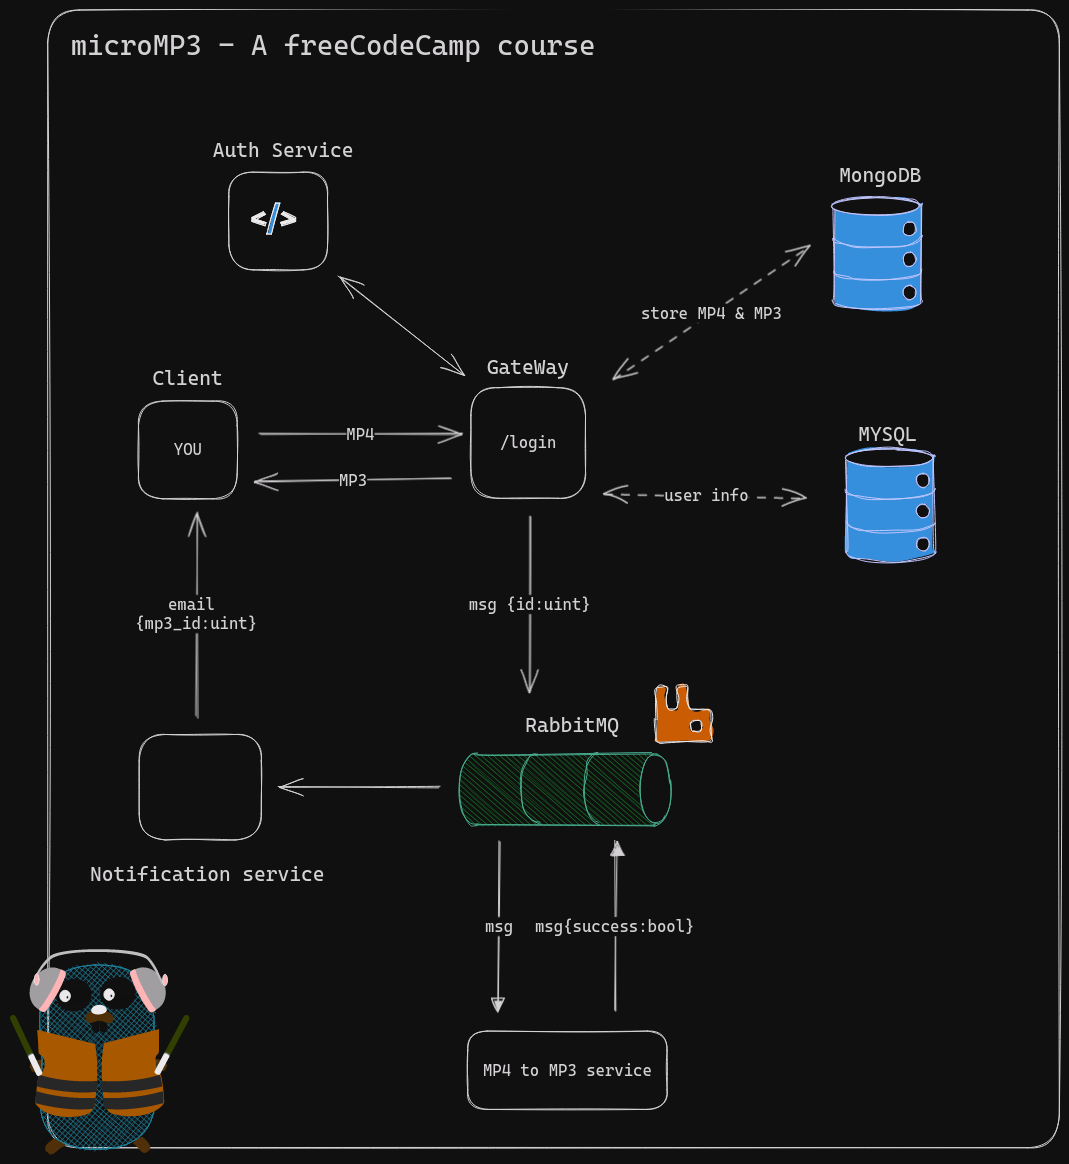 microMP3 - A freeCodeCamp course
Auth Service
</>
MongoDB
store MP4 & MP3
GateWay
Client
/login
MP4
YOU
MYSQL
MP3
user info
msg {id:uint}
email
{mp3_id:uint}
RabbitMQ
Notification service
msg
msg{success:bool}
MP4 to MP3 service